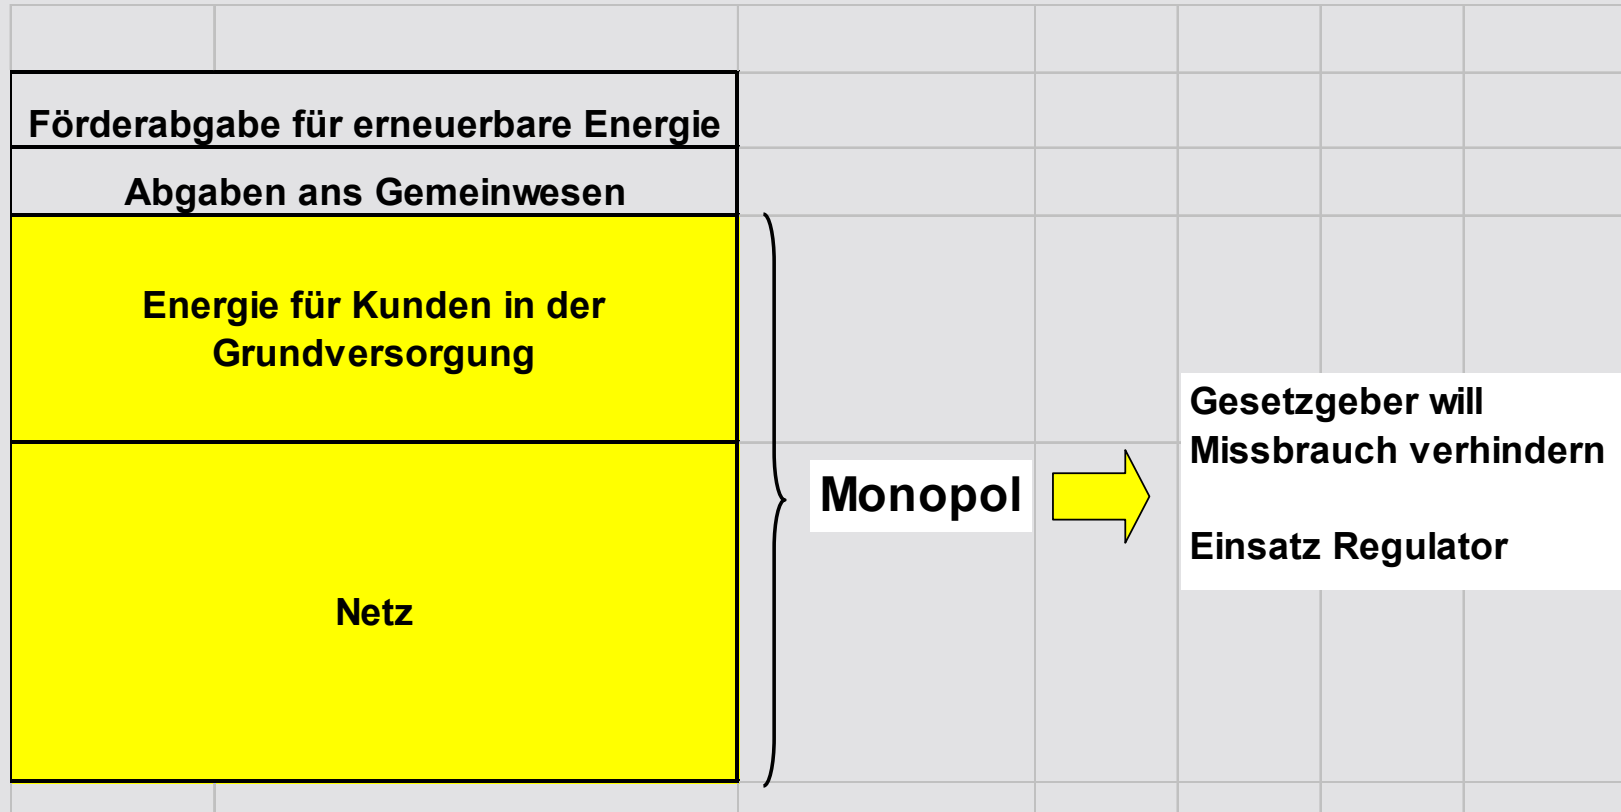 Förderabgabe für erneuerbare Energie
Abgaben ans Gemeinwesen
Energie für Kunden in der
Grundversorgung
Netz
Monopol
Gesetzgeber will
Missbrauch verhindern
Einsatz Regulator